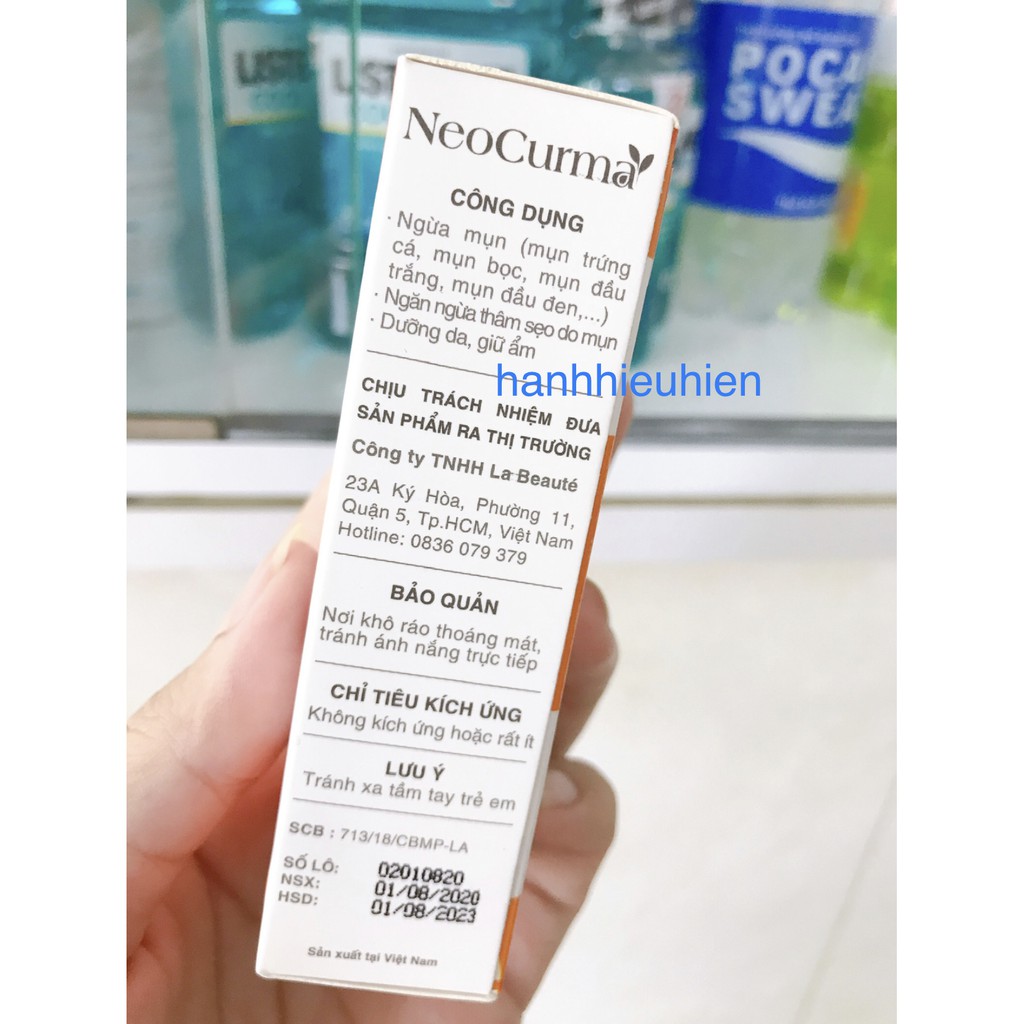 LISTE
POCA
SWEA
NeoCurma
CÔNG DỤNG
· Ngừa mụn (mụn trứng
cá, mụn bọc, mụn đầu
trắng, mụn đầu đen,...)
· Ngăn ngừa thâm sẹo do mụn
· Dưỡng da, giữ ẩm
hanhhieuhien
CHỊU TRÁCH NHIỆM ĐƯA
SẢN PHẨM RA THỊ TRƯỜNG
Công ty TNHH La Beauté
23A Ký Hòa, Phường 11,
Quận 5, Tp.HCM, Việt Nam
Hotline: 0836 079 379
BẢO QUẢN
Nơi khô ráo thoáng mát,
tránh ánh nắng trực tiếp
CHỈ TIÊU KÍCH ỨNG
Không kích ứng hoặc rất ít
LƯU Ý
Tránh xa tầm tay trẻ em
SCB : 713/18/CBMP-LA
SỐ LÔ: 02010820
NSX: 01/08/2020
HSD: 01/08/2023
Sản xuất tại Việt Nam